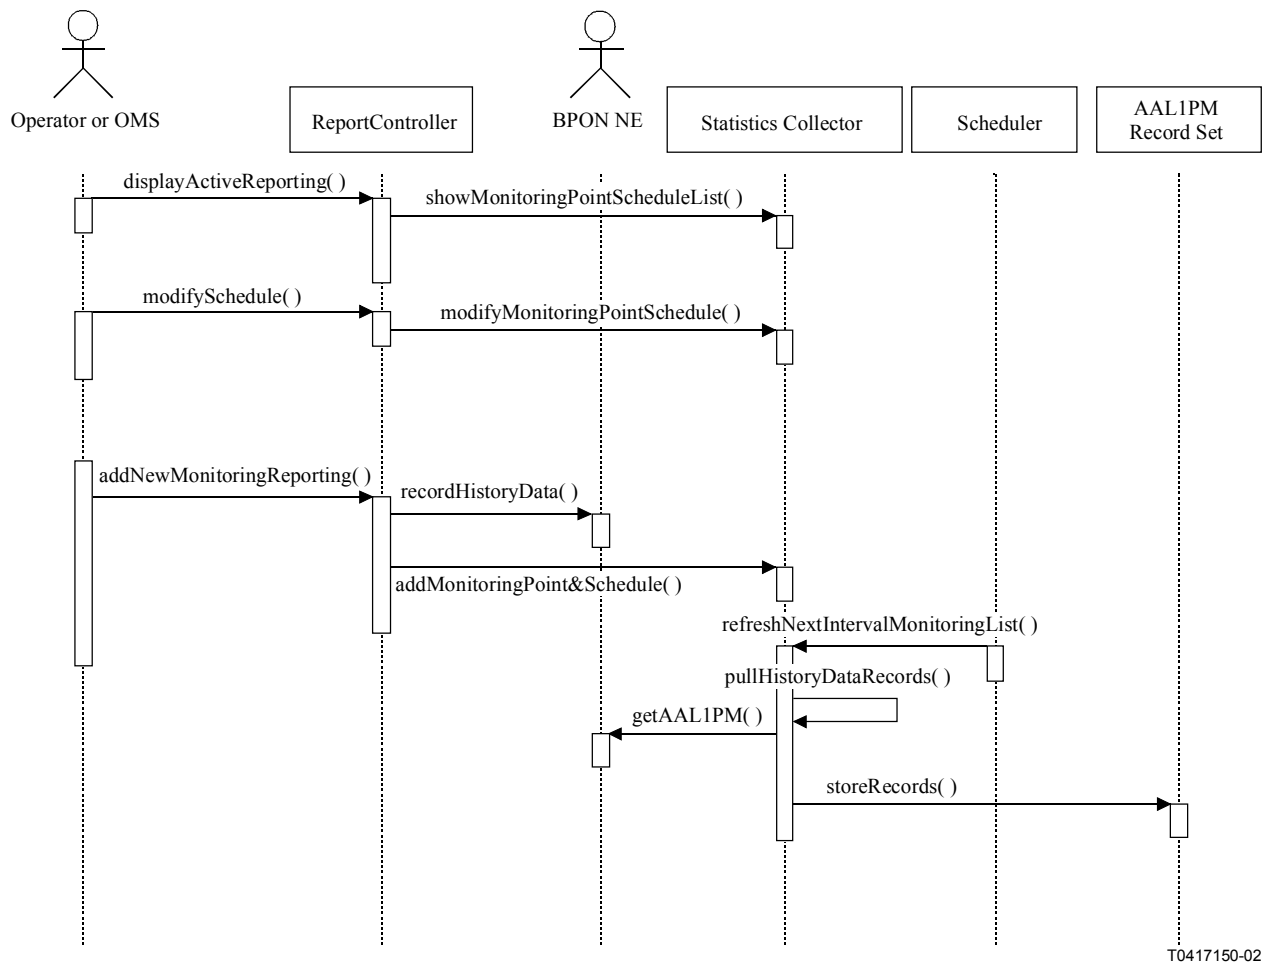 Operator or OMS
ReportController
BPON NE
Statistics Collector
Scheduler
AAL1PM
Record Set
displayActiveReporting( )
showMonitoringPointScheduleList( )
modifySchedule( )
modifyMonitoringPointSchedule( )
addNewMonitoringReporting( )
recordHistoryData( )
addMonitoringPoint&Schedule( )
refreshNextIntervalMonitoringList( )
pullHistoryDataRecords( )
getAAL1PM( )
storeRecords( )
T0417150-02